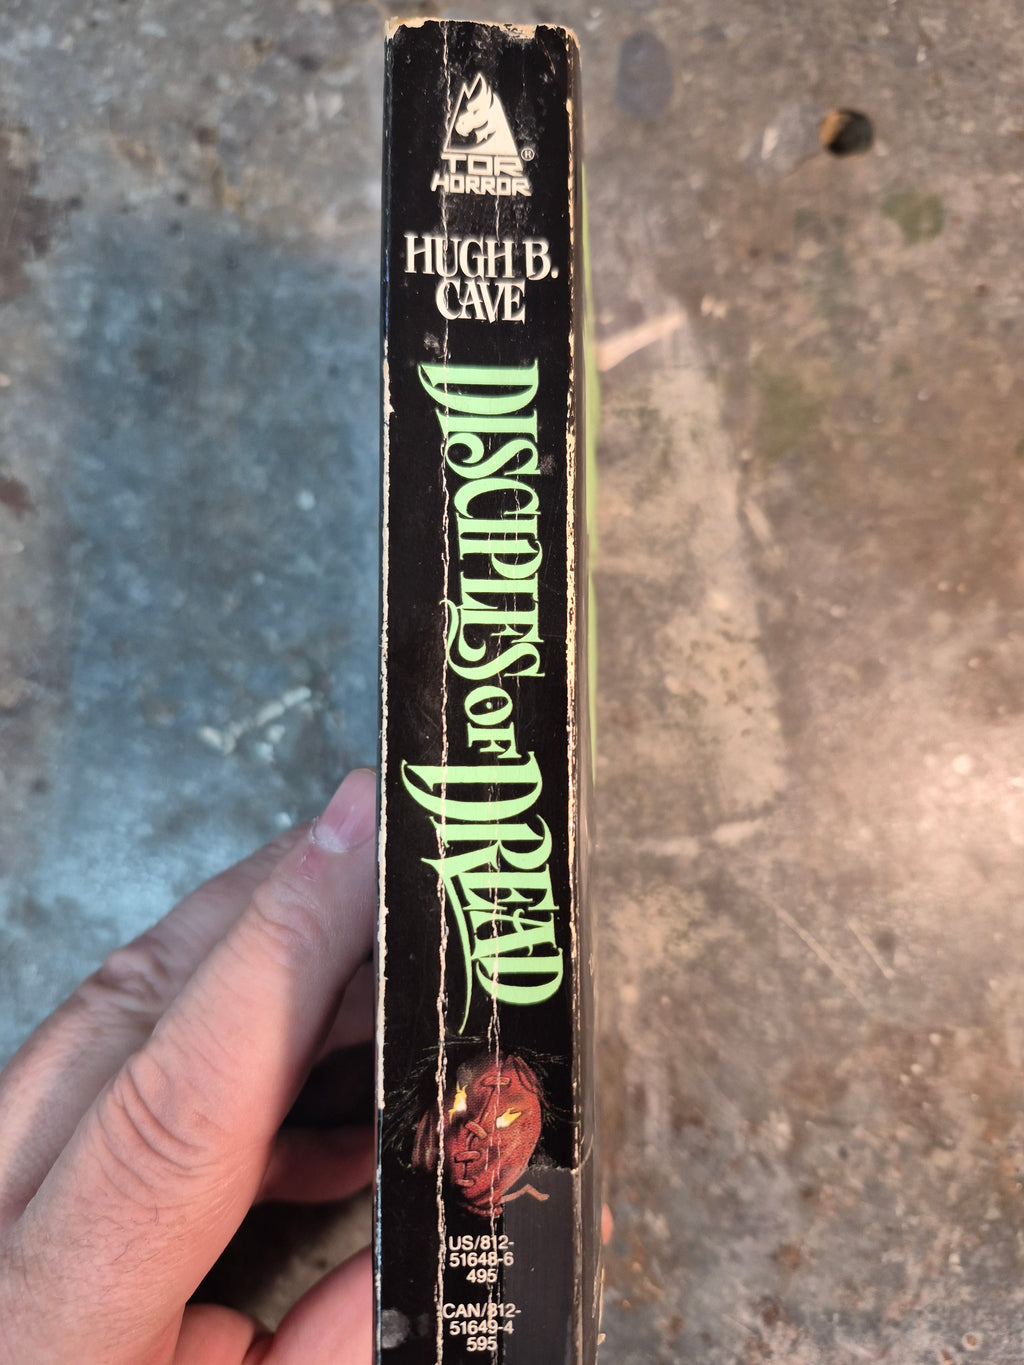 TOR®
HORROR
HUGH B.
CAVE
DISCIPLES OF DREAD
US/812-
51648-6
495
CAN/812-
51649-4
595